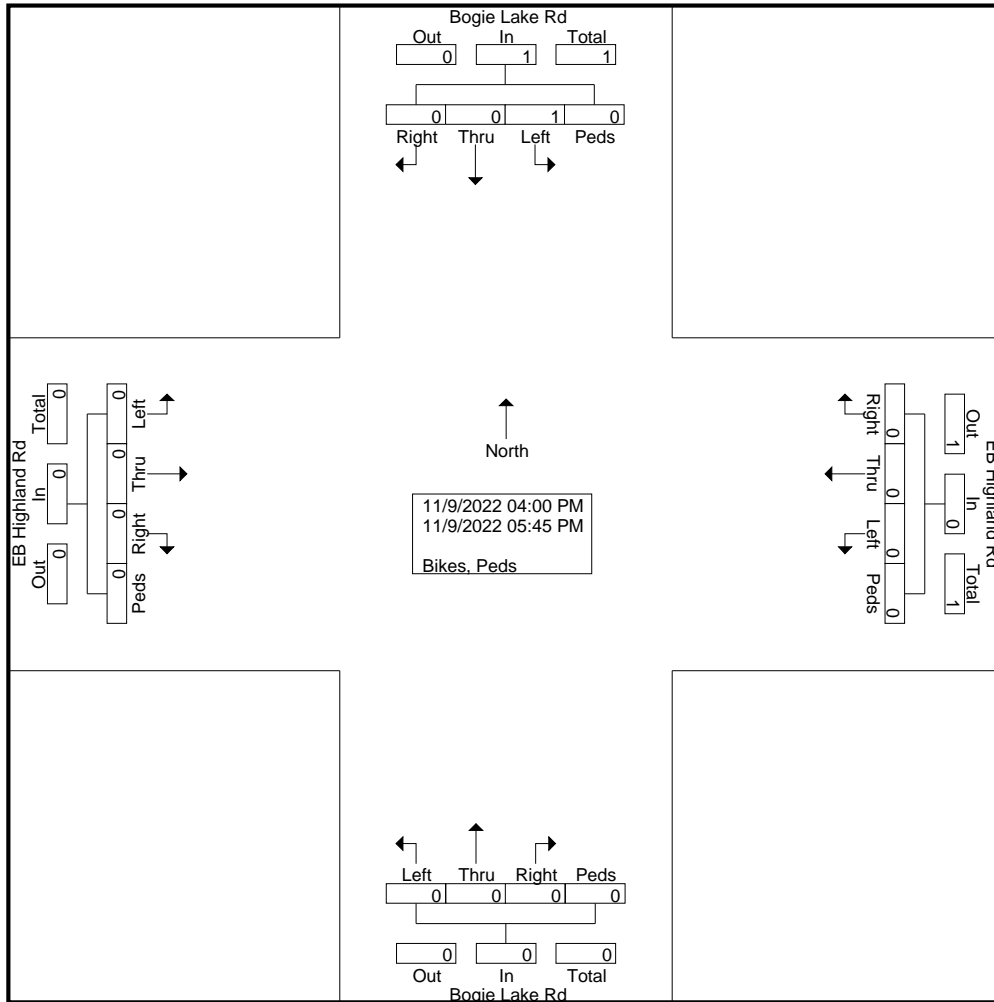 Bogie Lake Rd
Out In Total
0 1 1
0 0 1 0
Right Thru Left Peds
EB Highland Rd
Total In Out
0 0 0
0 0 0 0
Left Thru Right Peds
North
11/9/2022 04:00 PM
11/9/2022 05:45 PM
Bikes, Peds
Right Thru Left Peds
0 0 0 0
Out In Total
1 0 1
EB Highland Rd
Left Thru Right Peds
0 0 0 0
0 0 0
Out In Total
Bogie Lake Rd